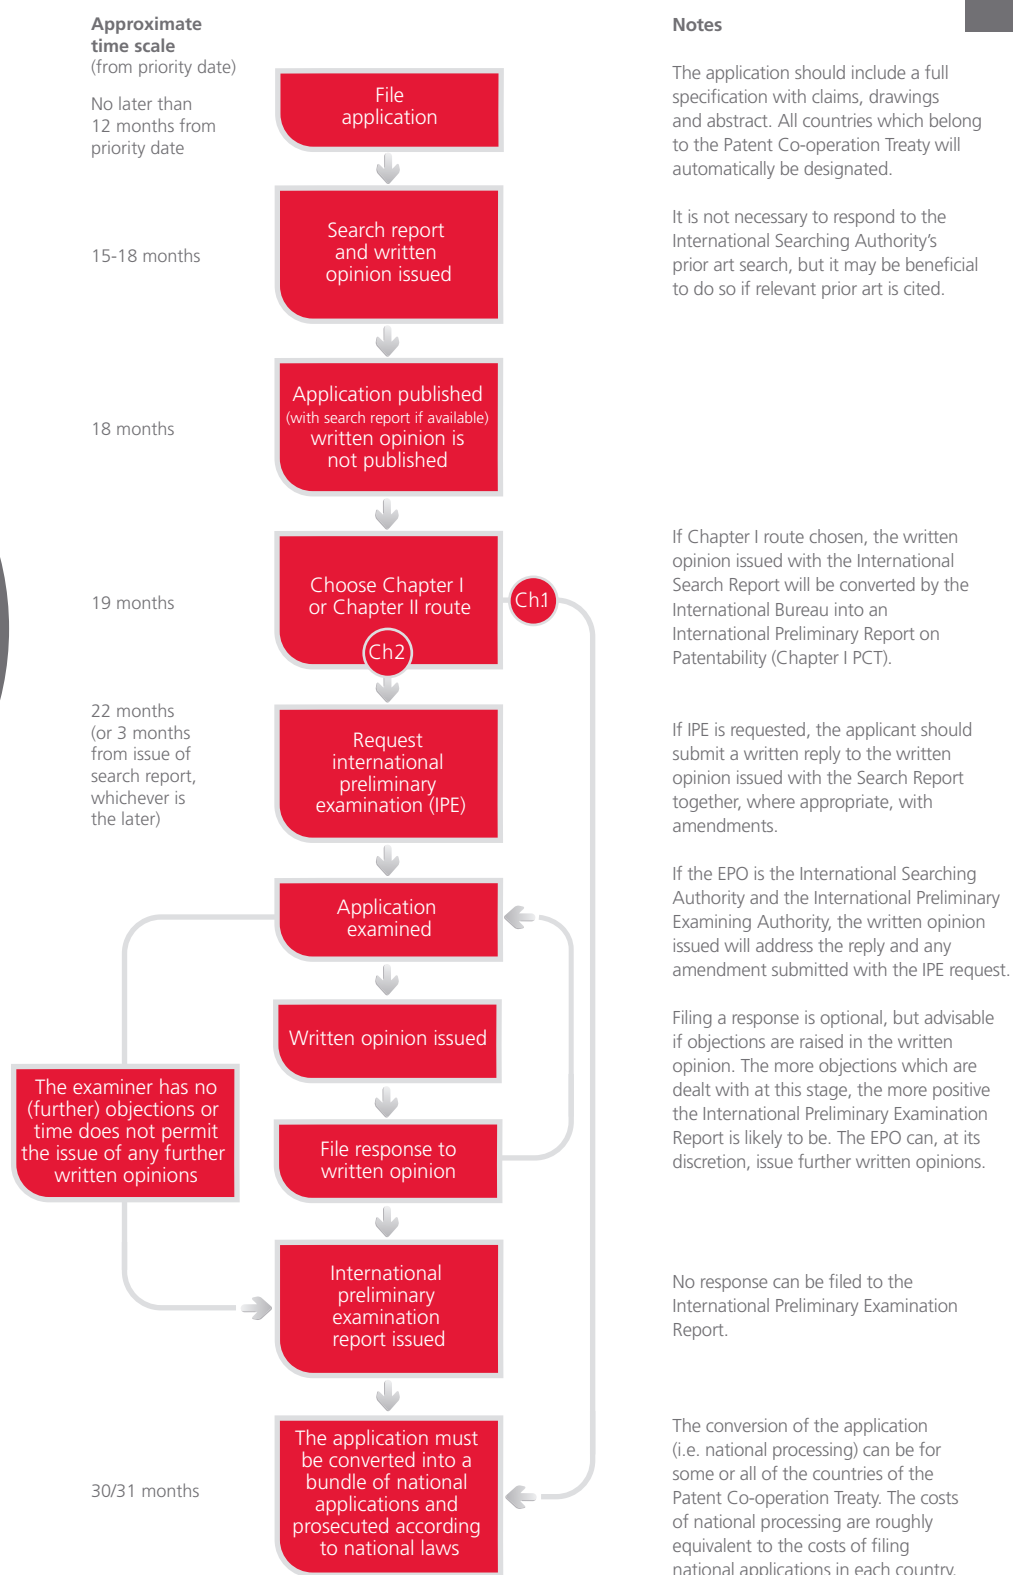 Approximate
time scale
(from priority date)
No later than
12 months from
priority date
15-18 months
18 months
19 months
22 months
(or 3 months
from issue of
search report,
whichever is
the later)
30/31 months
File
application
Search report
and written
opinion issued
Application published
(with search report if available)
written opinion is
not published
Choose Chapter I
or Chapter II route
Ch1
Ch2
Request
international
preliminary
examination (IPE)
Application
examined
Written opinion issued
The examiner has no
(further) objections or
time does not permit
the issue of any further
written opinions
File response to
written opinion
International
preliminary
examination
report issued
The application must
be converted into a
bundle of national
applications and
prosecuted according
to national laws
Notes
The application should include a full
specification with claims, drawings
and abstract. All countries which belong
to the Patent Co-operation Treaty will
automatically be designated.
It is not necessary to respond to the
International Searching Authority's
prior art search, but it may be beneficial
to do so if relevant prior art is cited.
If Chapter I route chosen, the written
opinion issued with the International
Search Report will be converted by the
International Bureau into an
International Preliminary Report on
Patentability (Chapter I PCT).
If IPE is requested, the applicant should
submit a written reply to the written
opinion issued with the Search Report
together, where appropriate, with
amendments.
If the EPO is the International Searching
Authority and the International Preliminary
Examining Authority, the written opinion
issued will address the reply and any
amendment submitted with the IPE request.
Filing a response is optional, but advisable
if objections are raised in the written
opinion. The more objections which are
dealt with at this stage, the more positive
the International Preliminary Examination
Report is likely to be. The EPO can, at its
discretion, issue further written opinions.
No response can be filed to the
International Preliminary Examination
Report.
The conversion of the application
(i.e. national processing) can be for
some or all of the countries of the
Patent Co-operation Treaty. The costs
of national processing are roughly
equivalent to the costs of filing
national applications in each country.